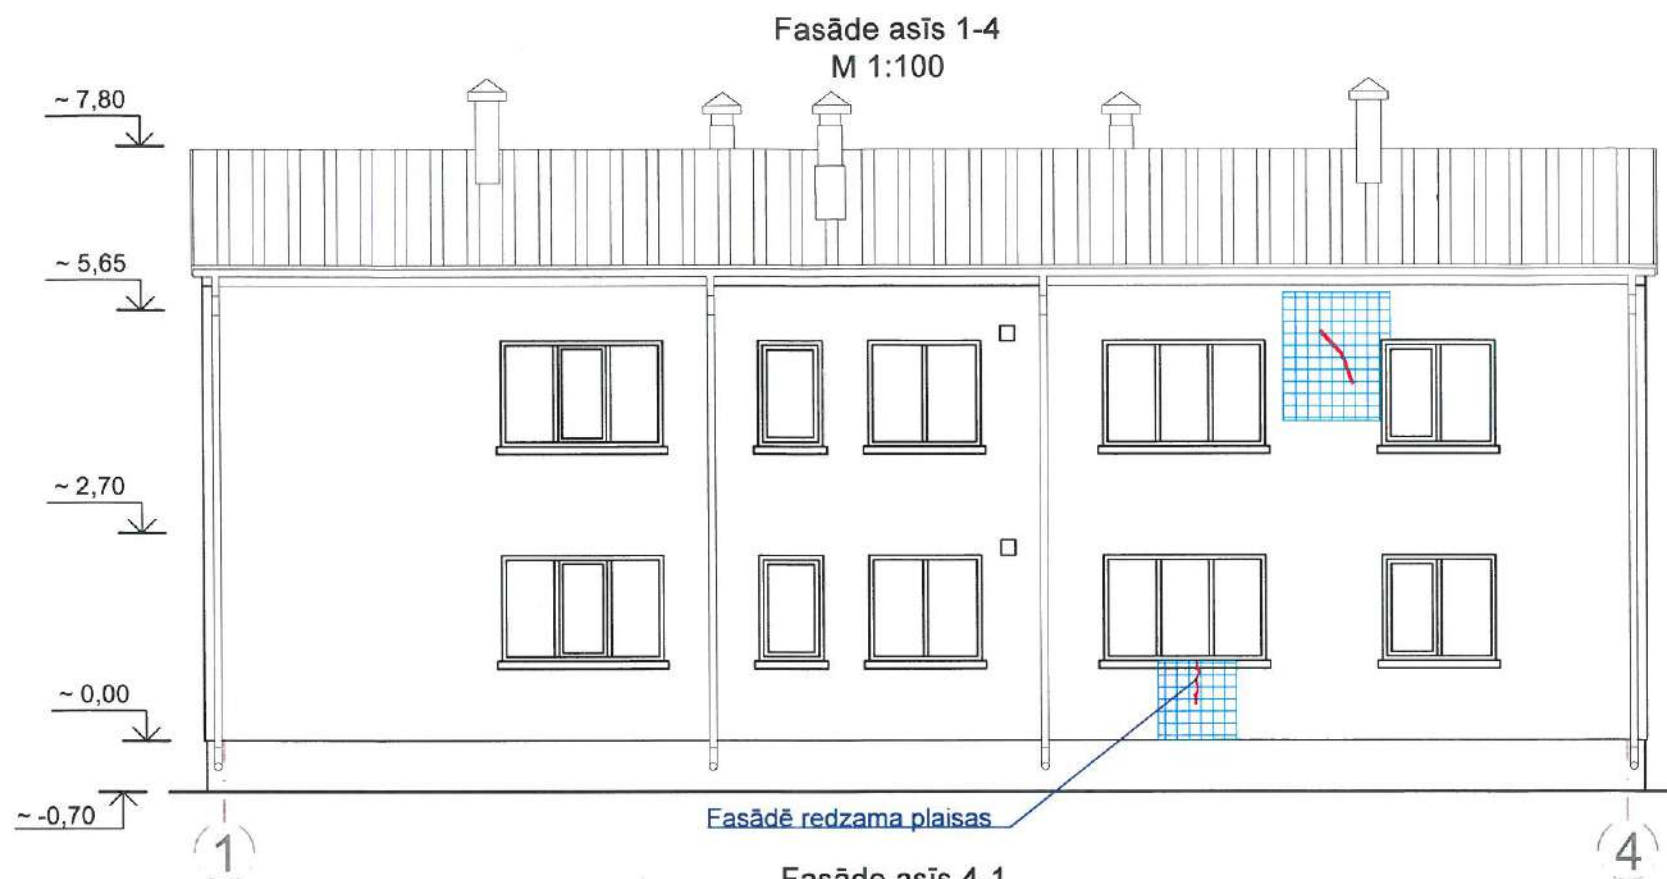 Fasāde asīs 1-4
M 1:100
~ 7,80
~ 5,65
~ 2,70
~ 0,00
~ -0,70
Fasādē redzama plaisas
1
4
Fasāde asīs 4-1